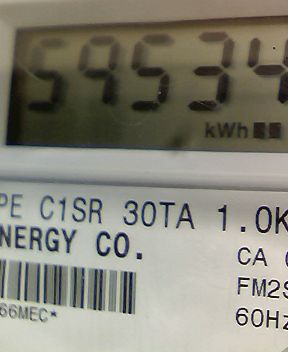 59534
kWh
PE C1SR 30TA 1.0K
NERGY CO.
CA
FM2S
66MEC*
60Hz